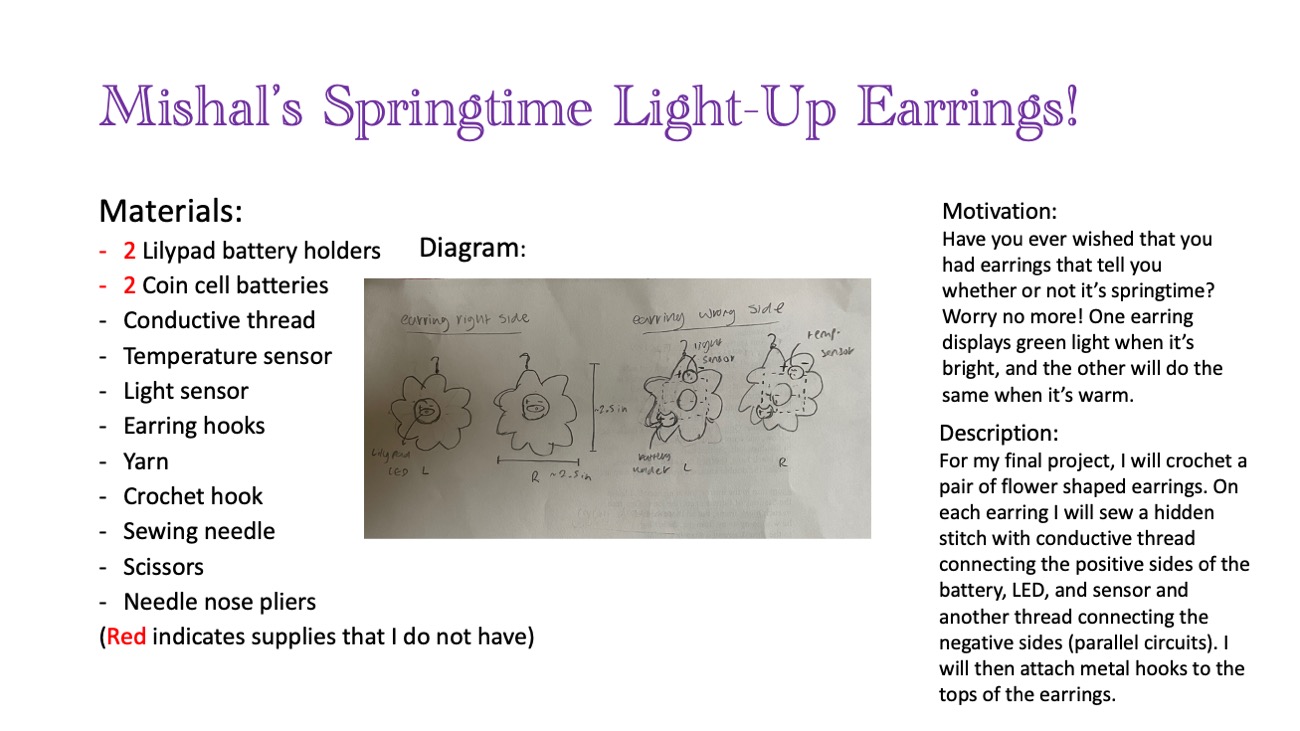 Mishal's Springtime Light-Up Earrings!
Materials:
- 2 Lilypad battery holders
- 2 Coin cell batteries
- Conductive thread
- Temperature sensor
- Light sensor
- Earring hooks
- Yarn
- Crochet hook
- Sewing needle
- Scissors
- Needle nose pliers
(Red indicates supplies that I do not have)
Diagram:
earring right side
Lilypad
LED L
R ~2.5in
~2.5in
earring wrong side
light
sensor
temp-
sensor
+ -
+ -
battery
under L
R
Motivation:
Have you ever wished that you
had earrings that tell you
whether or not it's springtime?
Worry no more! One earring
displays green light when it's
bright, and the other will do the
same when it's warm.
Description:
For my final project, I will crochet a
pair of flower shaped earrings. On
each earring I will sew a hidden
stitch with conductive thread
connecting the positive sides of the
battery, LED, and sensor and
another thread connecting the
negative sides (parallel circuits). I
will then attach metal hooks to the
tops of the earrings.